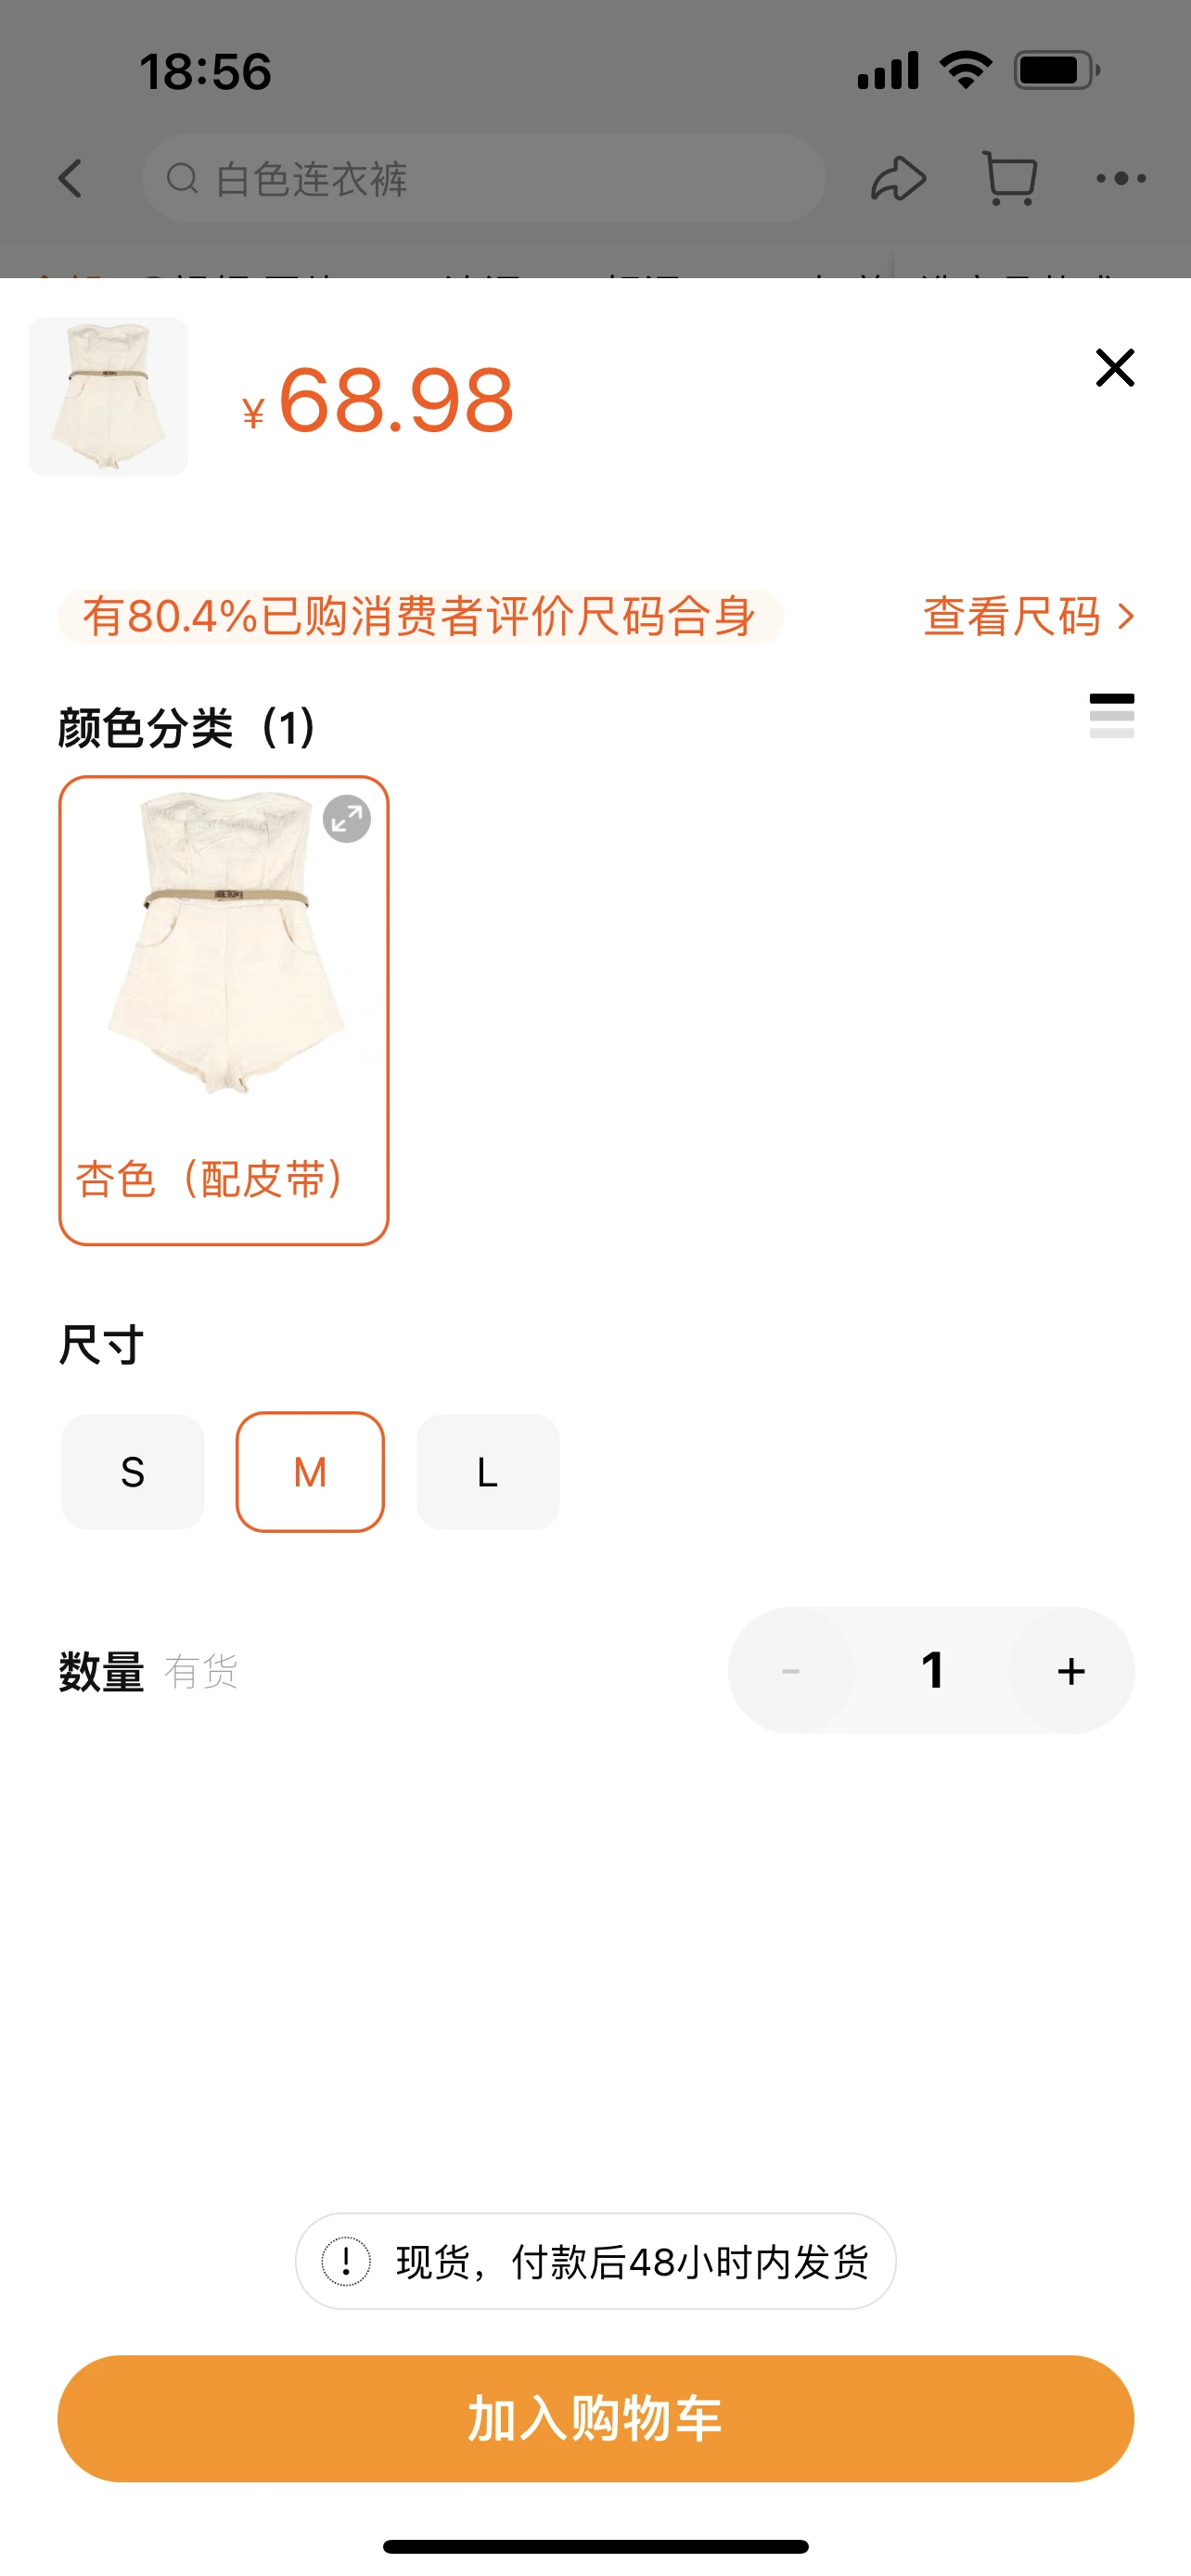 18:56
白色连衣裤
¥68.98
有80.4%已购消费者评价尺码合身
查看尺码
颜色分类（1）
杏色（配皮带）
尺寸
S
M
L
数量 有货
- 1 +
现货，付款后48小时内发货
加入购物车